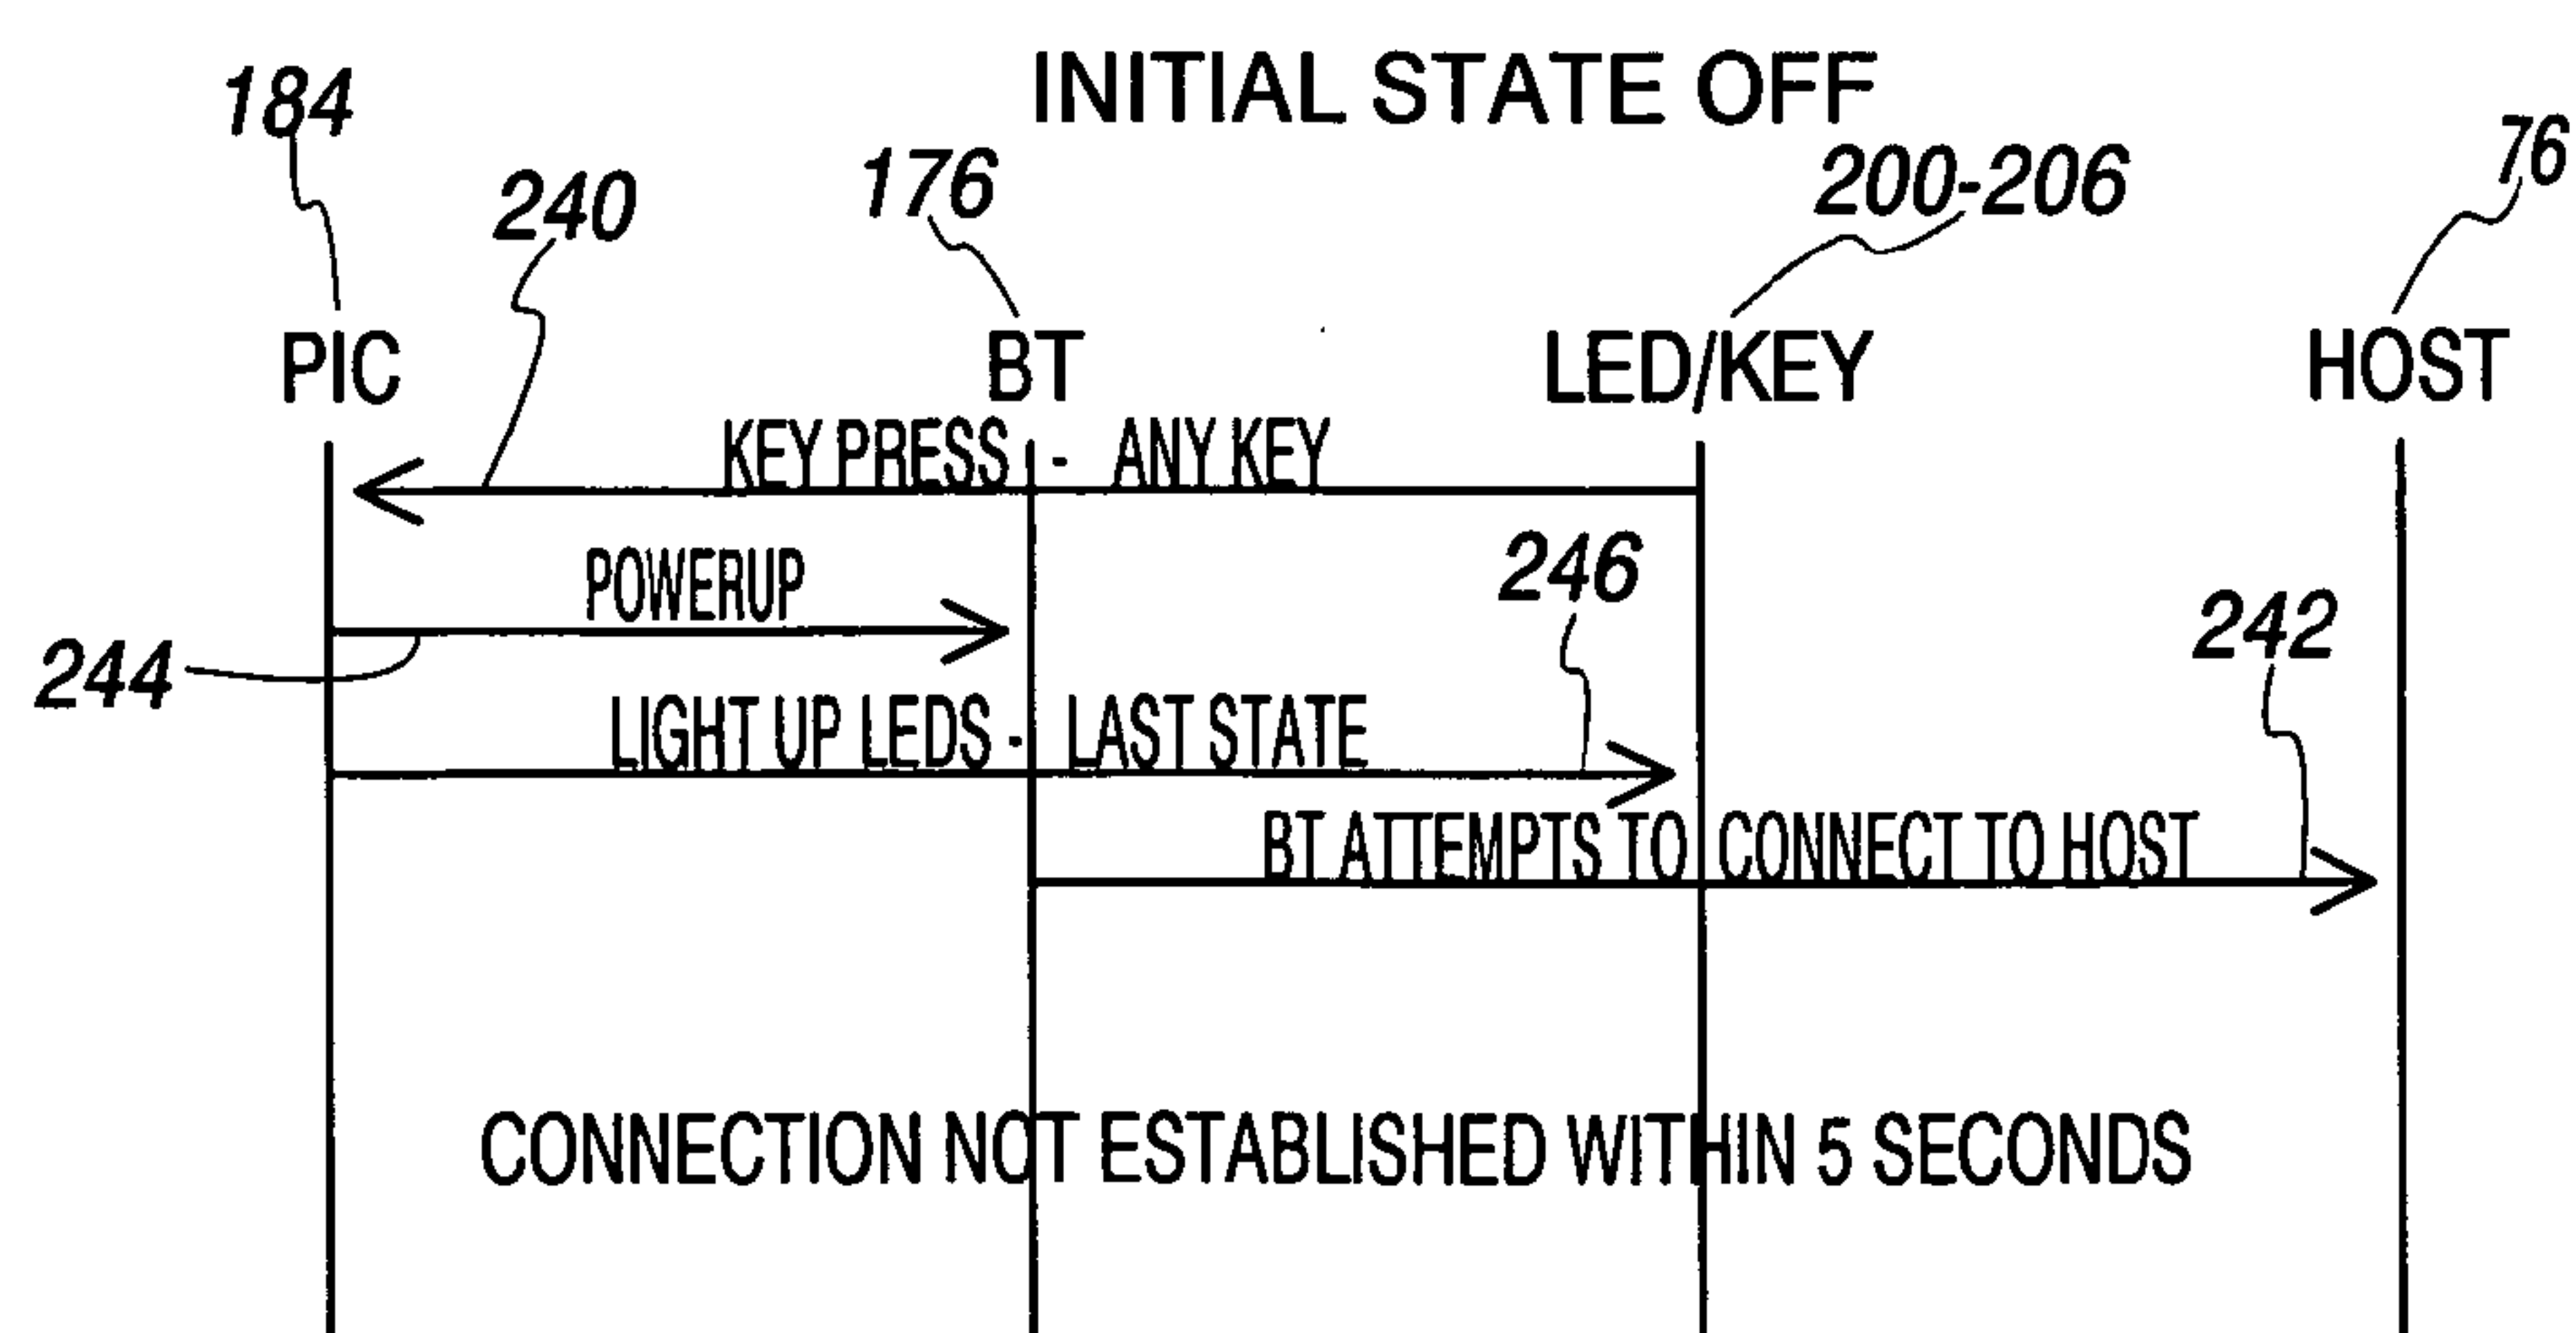 INITIAL STATE OFF
184
240
176
200-206
76
PIC
BT
LED/KEY
HOST
KEY PRESS - ANY KEY
POWERUP
246
242
244
LIGHT UP LEDS - LAST STATE
BT ATTEMPTS TO CONNECT TO HOST
CONNECTION NOT ESTABLISHED WITHIN 5 SECONDS